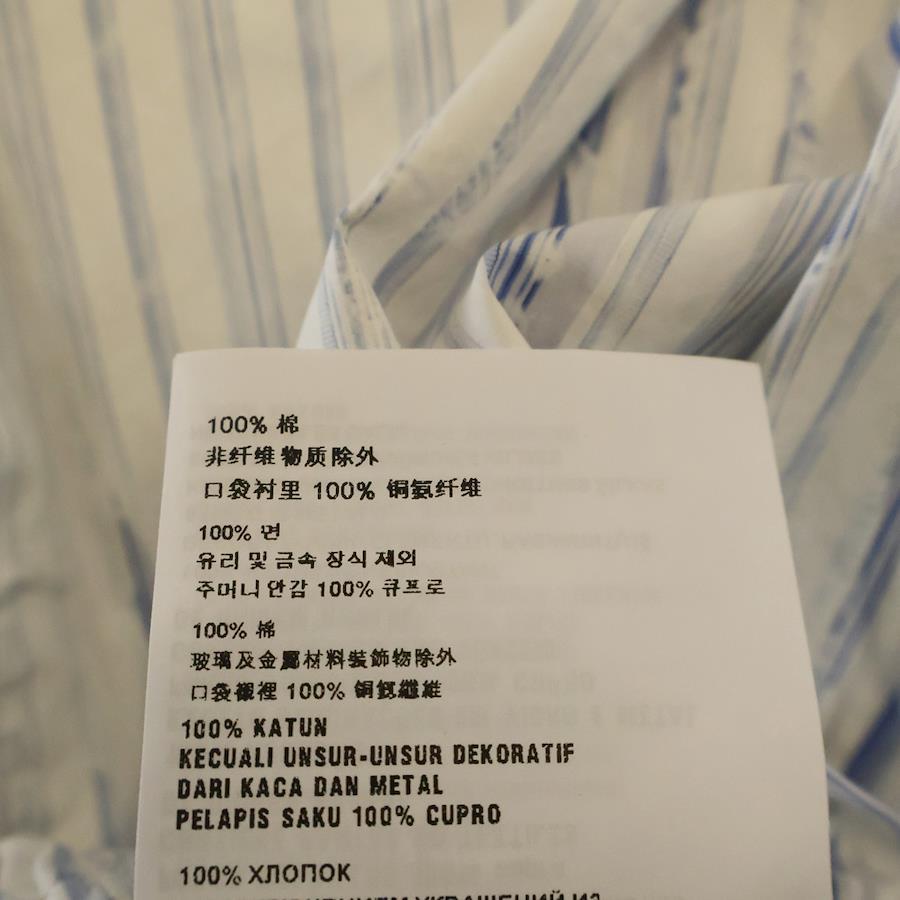 100% 棉
非纤维物质除外
口袋衬里 100% 铜氨纤维
100% 면
유리 및 금속 장식 제외
주머니 안감 100% 큐프로
100% 棉
玻璃及金屬材料裝飾物除外
口袋襯裡 100% 銅氨纖維
100% KATUN
KECUALI UNSUR-UNSUR DEKORATIF
DARI KACA DAN METAL
PELAPIS SAKU 100% CUPRO
100% ХЛОПОК
УКРАШЕНИЙ ИЗ